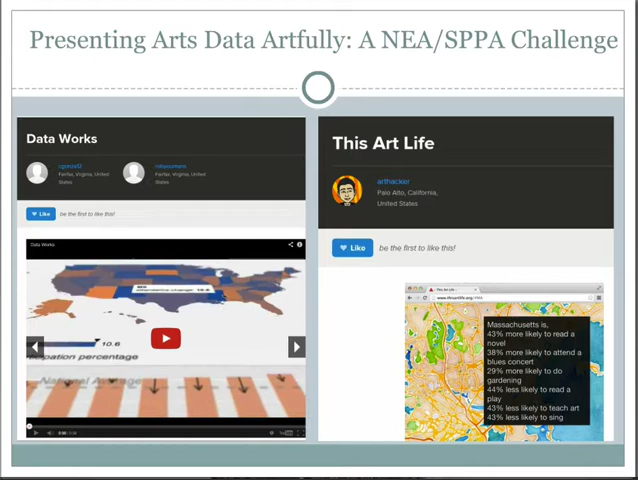 Presenting Arts Data Artfully: A NEA/SPPA Challenge
Data Works
Fairfax, Virginia, United
States
Fairfax, Virginia, United
States
Like
be the first to like this!
Data Works
10.6
ipation percentage
National Average
This Art Life
arthacker
Palo Alto, California,
United States
Like
be the first to like this!
This Art Life
Massachusetts is,
43% more likely to read a
novel
38% more likely to attend a
blues concert
29% more likely to do
gardening
44% less likely to read a
play
43% less likely to teach art
43% less likely to sing